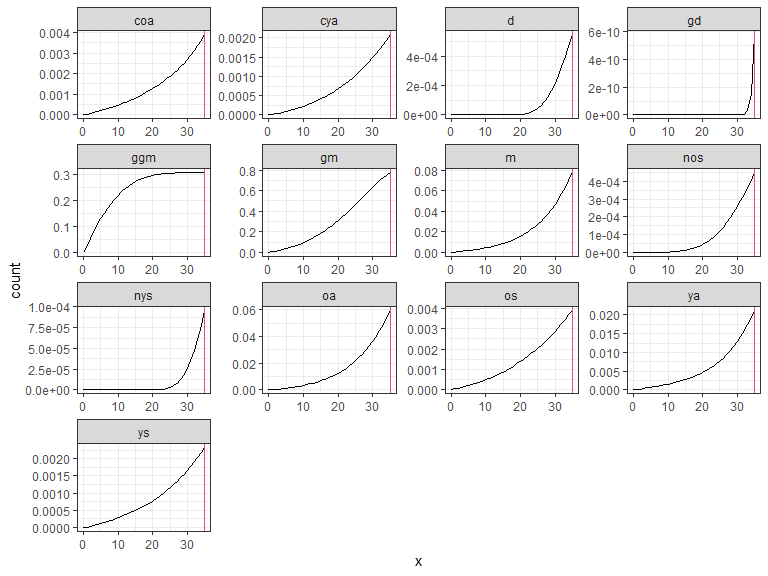 coa cya d gd
0.004 0.003 0.002 0.001 0.000
0.0020 0.0015 0.0010 0.0005 0.0000
4e-04 2e-04 0e+00
6e-10 4e-10 2e-10 0e+00
0 10 20 30 0 10 20 30 0 10 20 30 0 10 20 30
ggm gm m nos
0.3 0.2 0.1 0.0
0.8 0.6 0.4 0.2 0.0
0.08 0.06 0.04 0.02 0.00
4e-04 3e-04 2e-04 1e-04 0e+00
0 10 20 30 0 10 20 30 0 10 20 30 0 10 20 30
count
nys oa os ya
1.0e-04 7.5e-05 5.0e-05 2.5e-05 0.0e+00
0.06 0.04 0.02 0.00
0.004 0.003 0.002 0.001 0.000
0.020 0.015 0.010 0.005 0.000
0 10 20 30 0 10 20 30 0 10 20 30 0 10 20 30
ys
0.0020 0.0015 0.0010 0.0005 0.0000
0 10 20 30
x